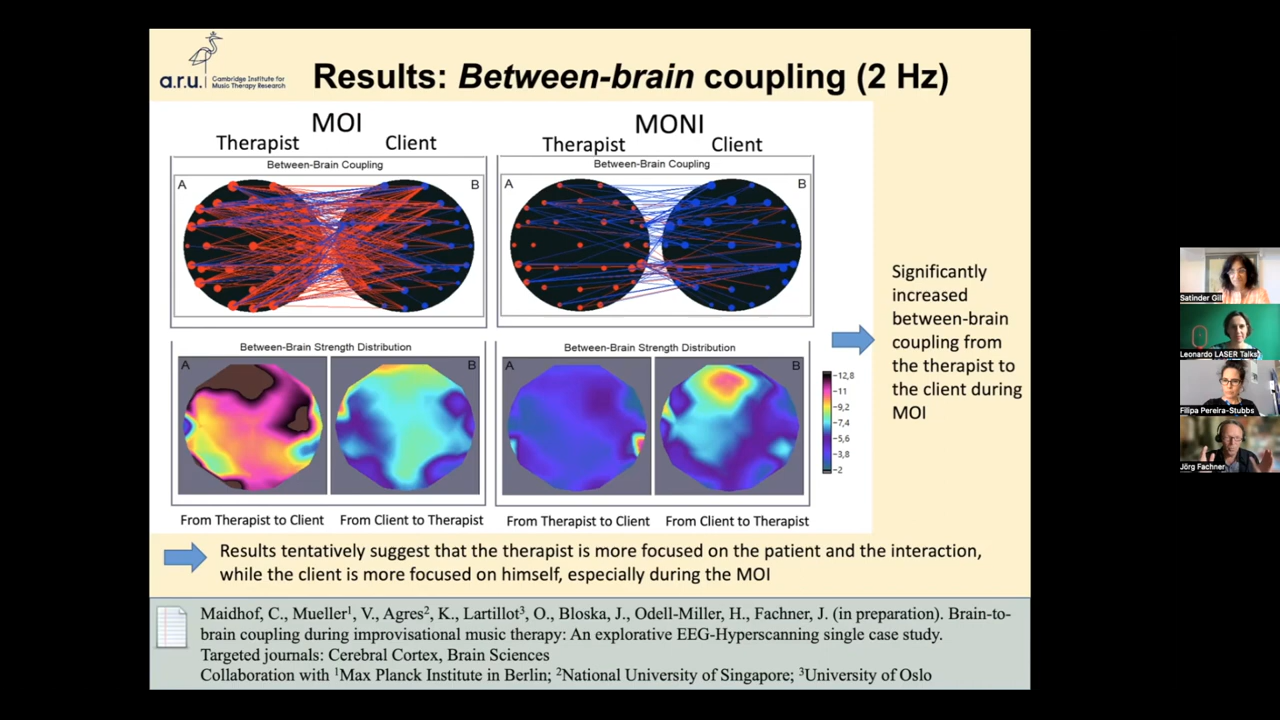 a.r.u.
Cambridge Institute for
Music Therapy Research
Results: Between-brain coupling (2 Hz)
MOI
Therapist
Client
Between-Brain Coupling
A
B
Between-Brain Strength Distribution
A
B
From Therapist to Client
From Client to Therapist
MONI
Therapist
Client
Between-Brain Coupling
A
B
Between-Brain Strength Distribution
A
B
From Therapist to Client
From Client to Therapist
12,8
11
9,2
7,4
5,6
3,8
2
Significantly
increased
between-brain
coupling from
the therapist to
the client during
MOI
Results tentatively suggest that the therapist is more focused on the patient and the interaction,
while the client is more focused on himself, especially during the MOI
Maidhof, C., Mueller¹, V., Agres², K., Lartillot³, O., Bloska, J., Odell-Miller, H., Fachner, J. (in preparation). Brain-to-
brain coupling during improvisational music therapy: An explorative EEG-Hyperscanning single case study.
Targeted journals: Cerebral Cortex, Brain Sciences
Collaboration with ¹Max Planck Institute in Berlin; ²National University of Singapore; ³University of Oslo
Satinder Gill
Leonardo LASER Talks
Filipa Pereira-Stubbs
Jörg Fachner